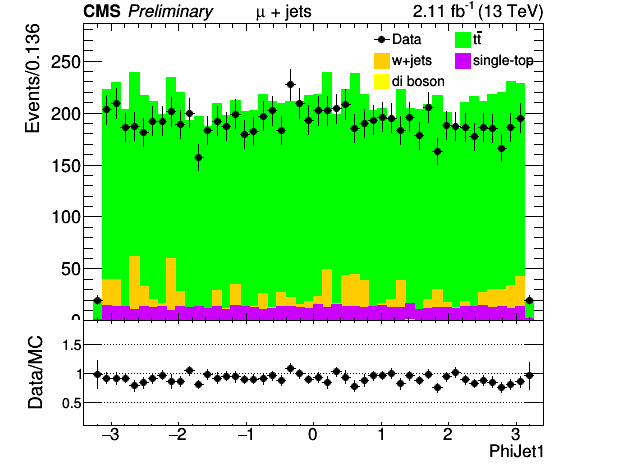 CMS Preliminary μ + jets 2.11 fb⁻¹ (13 TeV)
Events/0.136
250
200
150
100
50
0
Data
tt̄
w+jets
single-top
di boson
Data/MC
1.5
1
0.5
−3 −2 −1 0 1 2 3
PhiJet1